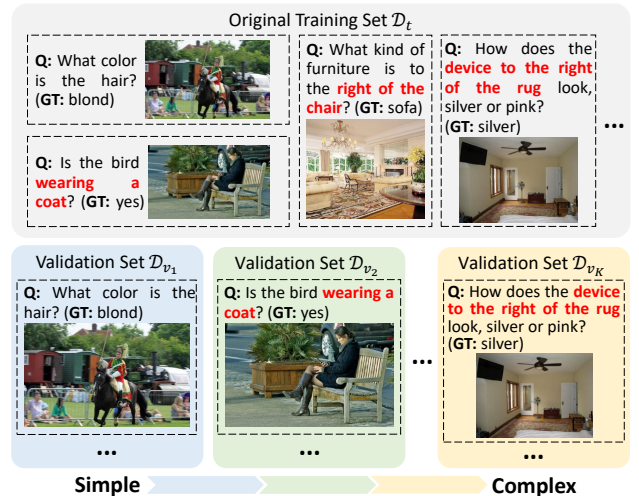 Original Training Set 𝒟ₜ
Q: What color
is the hair?
(GT: blond)
Q: Is the bird
wearing a
coat? (GT: yes)
Q: What kind of
furniture is to
the right of the
chair? (GT: sofa)
Q: How does the
device to the right
of the rug look,
silver or pink?
(GT: silver)
...
Validation Set 𝒟ᵥ₁
Q: What color is the
hair? (GT: blond)
...
Validation Set 𝒟ᵥ₂
Q: Is the bird wearing a
coat? (GT: yes)
...
...
Validation Set 𝒟ᵥK
Q: How does the device
to the right of the rug
look, silver or pink?
(GT: silver)
...
Simple
Complex